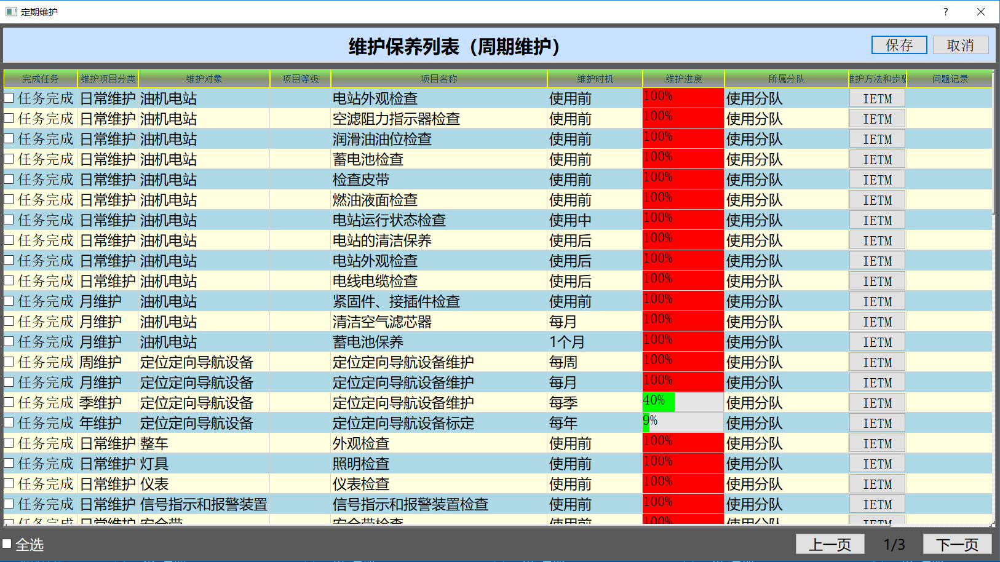 定期维护
维护保养列表（周期维护） 保存 取消
完成任务 维护项目分类 维护对象 项目等级 项目名称 维护时机 维护进度 所属分队 维护方法和步骤 问题记录
任务完成 日常维护 油机电站 电站外观检查 使用前 100% 使用分队 IETM
任务完成 日常维护 油机电站 空滤阻力指示器检查 使用前 100% 使用分队 IETM
任务完成 日常维护 油机电站 润滑油油位检查 使用前 100% 使用分队 IETM
任务完成 日常维护 油机电站 蓄电池检查 使用前 100% 使用分队 IETM
任务完成 日常维护 油机电站 检查皮带 使用前 100% 使用分队 IETM
任务完成 日常维护 油机电站 燃油液面检查 使用前 100% 使用分队 IETM
任务完成 日常维护 油机电站 电站运行状态检查 使用中 100% 使用分队 IETM
任务完成 日常维护 油机电站 电站的清洁保养 使用后 100% 使用分队 IETM
任务完成 日常维护 油机电站 电站外观检查 使用后 100% 使用分队 IETM
任务完成 日常维护 油机电站 电线电缆检查 使用后 100% 使用分队 IETM
任务完成 月维护 油机电站 紧固件、接插件检查 使用前 100% 使用分队 IETM
任务完成 月维护 油机电站 清洁空气滤芯器 每月 100% 使用分队 IETM
任务完成 月维护 油机电站 蓄电池保养 1个月 100% 使用分队 IETM
任务完成 周维护 定位定向导航设备 定位定向导航设备维护 每周 100% 使用分队 IETM
任务完成 月维护 定位定向导航设备 定位定向导航设备维护 每月 100% 使用分队 IETM
任务完成 季维护 定位定向导航设备 定位定向导航设备维护 每季 40% 使用分队 IETM
任务完成 年维护 定位定向导航设备 定位定向导航设备标定 每年 9% 使用分队 IETM
任务完成 日常维护 整车 外观检查 使用前 100% 使用分队 IETM
任务完成 日常维护 灯具 照明检查 使用前 100% 使用分队 IETM
任务完成 日常维护 仪表 仪表检查 使用前 100% 使用分队 IETM
任务完成 日常维护 信号指示和报警装置 信号指示和报警装置检查 使用前 100% 使用分队 IETM
任务完成 日常维护 安全带 安全带检查 使用前 100% 使用分队 IETM
全选 上一页 1/3 下一页